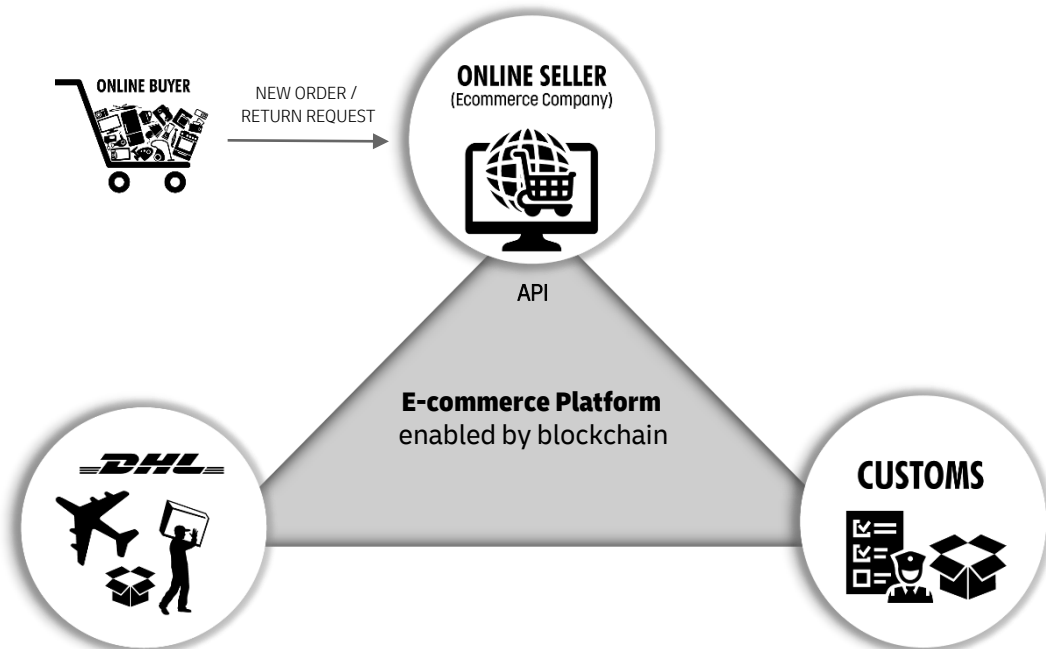 ONLINE BUYER
NEW ORDER /
RETURN REQUEST
ONLINE SELLER
(Ecommerce Company)
API
E-commerce Platform
enabled by blockchain
DHL
CUSTOMS